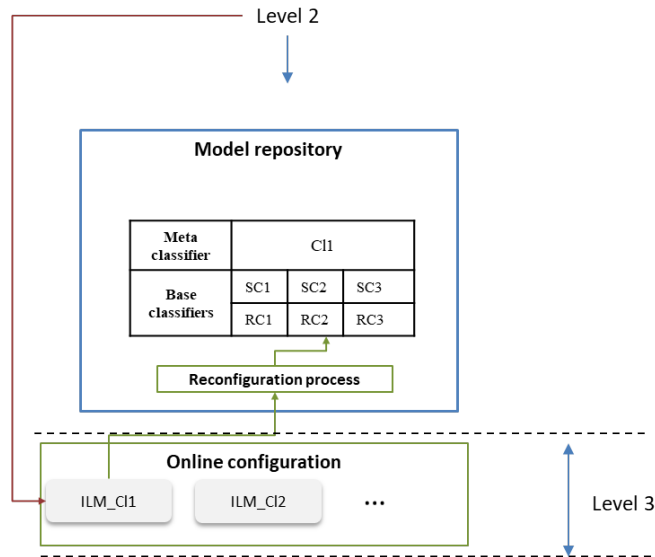 Level 2
Model repository
Meta
classifier
Cl1
Base
classifiers
SC1 SC2 SC3
RC1 RC2 RC3
Reconfiguration process
Online configuration
ILM_Cl1 ILM_Cl2 ...
Level 3